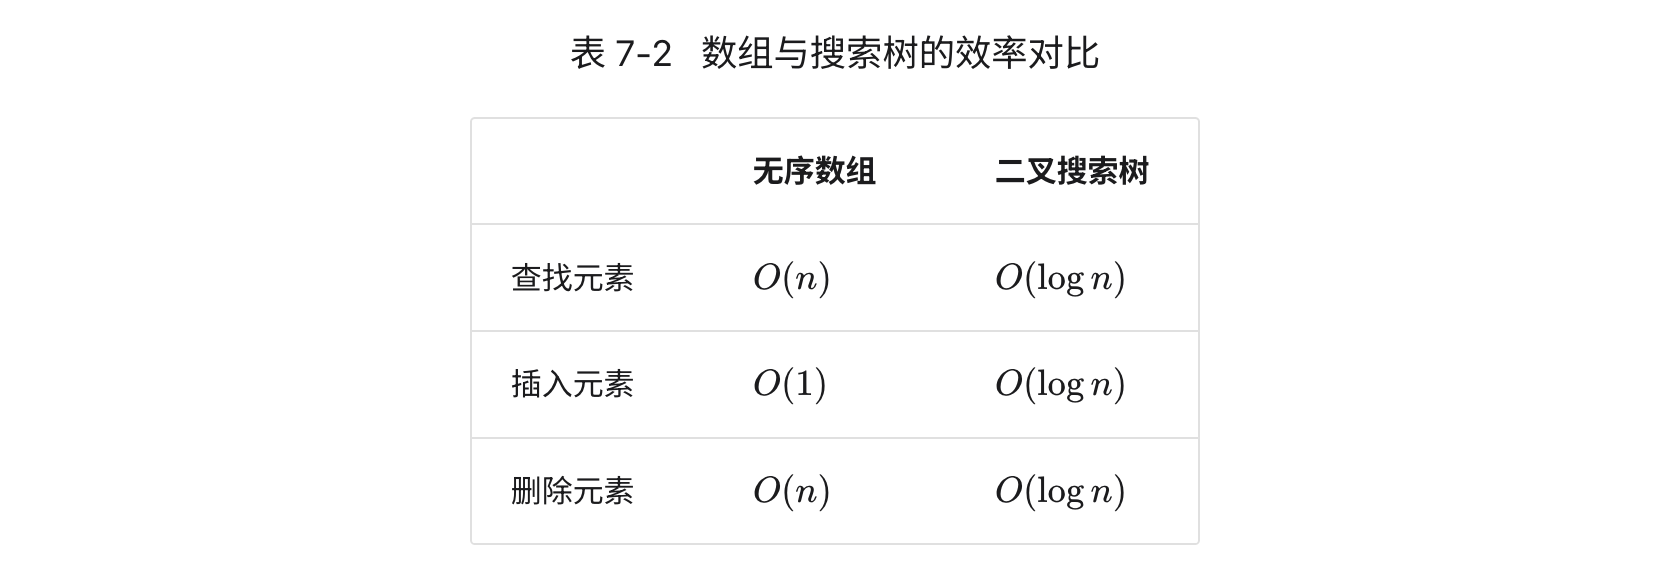 表 7-2 数组与搜索树的效率对比
无序数组 二叉搜索树
查找元素 O(n) O(log n)
插入元素 O(1) O(log n)
删除元素 O(n) O(log n)